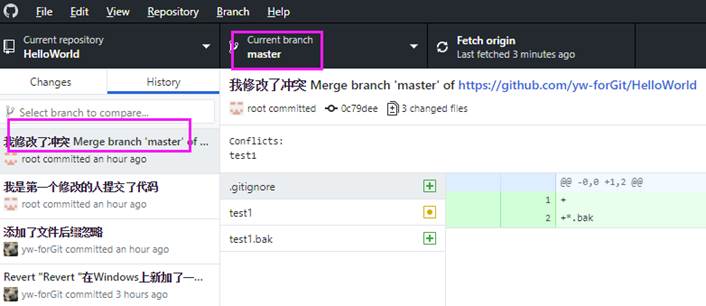 File Edit View Repository Branch Help
Current repository
HelloWorld
Current branch
master
Fetch origin
Last fetched 3 minutes ago
Changes
History
Select branch to compare...
我修改了冲突 Merge branch 'master' of ...
root committed an hour ago
我是第一个修改的人提交了代码
root committed an hour ago
添加了文件后缀忽略
yw-forGit committed an hour ago
Revert "Revert "在Windows上新加了一...
yw-forGit committed 3 hours ago
我修改了冲突 Merge branch 'master' of https://github.com/yw-forGit/HelloWorld
root committed 0c79dee 3 changed files
Conflicts:
test1
.gitignore
test1
test1.bak
@@ -0,0 +1,2 @@
1 +
2 +*.bak